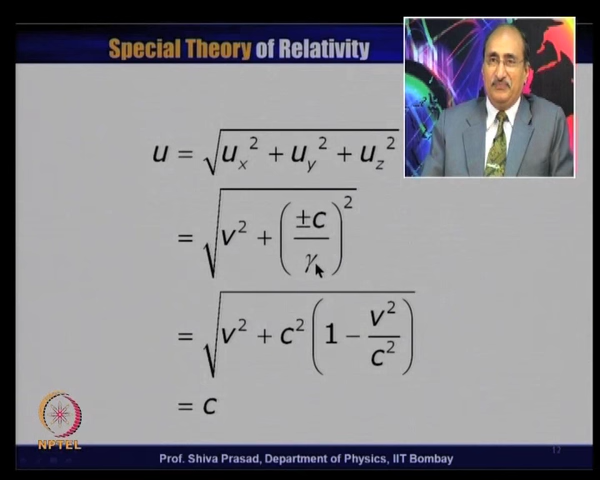 Special Theory of Relativity
u = √(uₓ² + u_y² + u_z²)
= √(v² + (±c/γ)²)
= √(v² + c²(1 − v²/c²))
= c
NPTEL
Prof. Shiva Prasad, Department of Physics, IIT Bombay